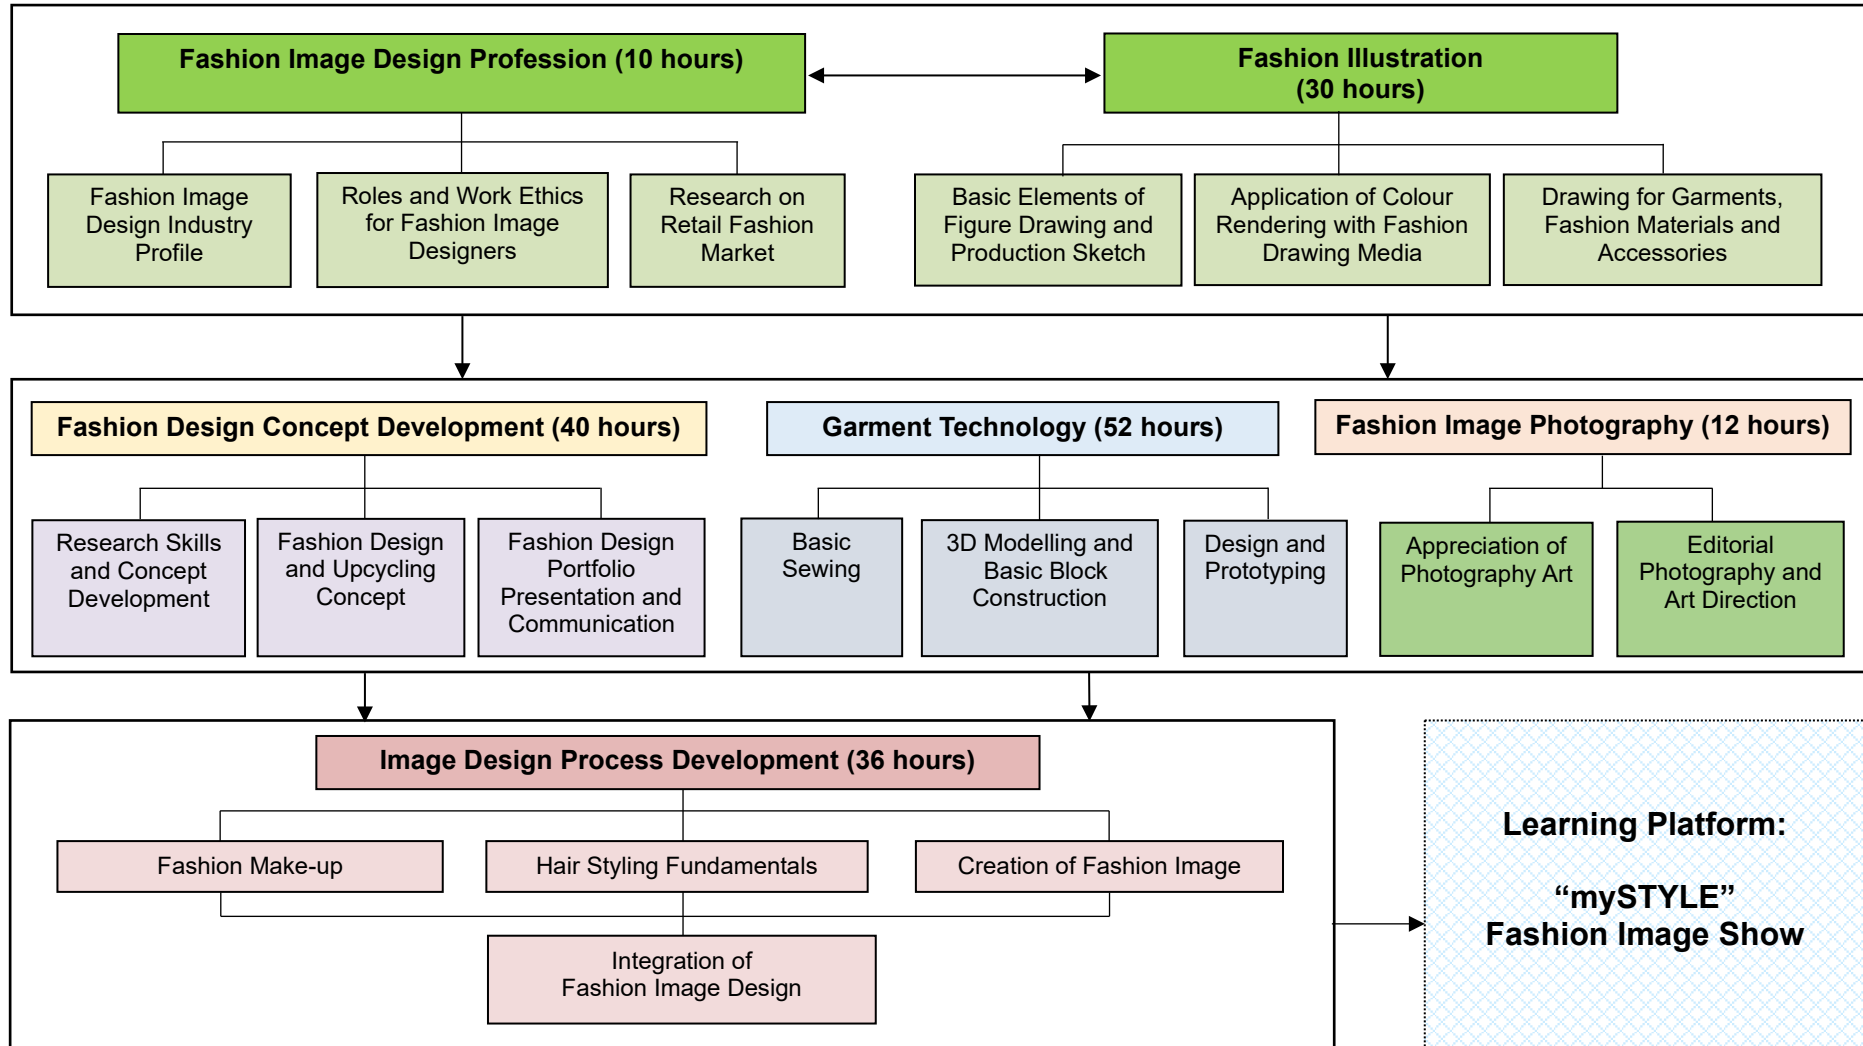 Fashion Image Design Profession (10 hours)
Fashion Illustration
(30 hours)
Fashion Image
Design Industry
Profile
Roles and Work Ethics
for Fashion Image
Designers
Research on
Retail Fashion
Market
Basic Elements of
Figure Drawing and
Production Sketch
Application of Colour
Rendering with Fashion
Drawing Media
Drawing for Garments,
Fashion Materials and
Accessories
Fashion Design Concept Development (40 hours)
Garment Technology (52 hours)
Fashion Image Photography (12 hours)
Research Skills
and Concept
Development
Fashion Design
and Upcycling
Concept
Fashion Design
Portfolio
Presentation and
Communication
Basic
Sewing
3D Modelling and
Basic Block
Construction
Design and
Prototyping
Appreciation of
Photography Art
Editorial
Photography and
Art Direction
Image Design Process Development (36 hours)
Fashion Make-up
Hair Styling Fundamentals
Creation of Fashion Image
Integration of
Fashion Image Design
Learning Platform:
“mySTYLE”
Fashion Image Show